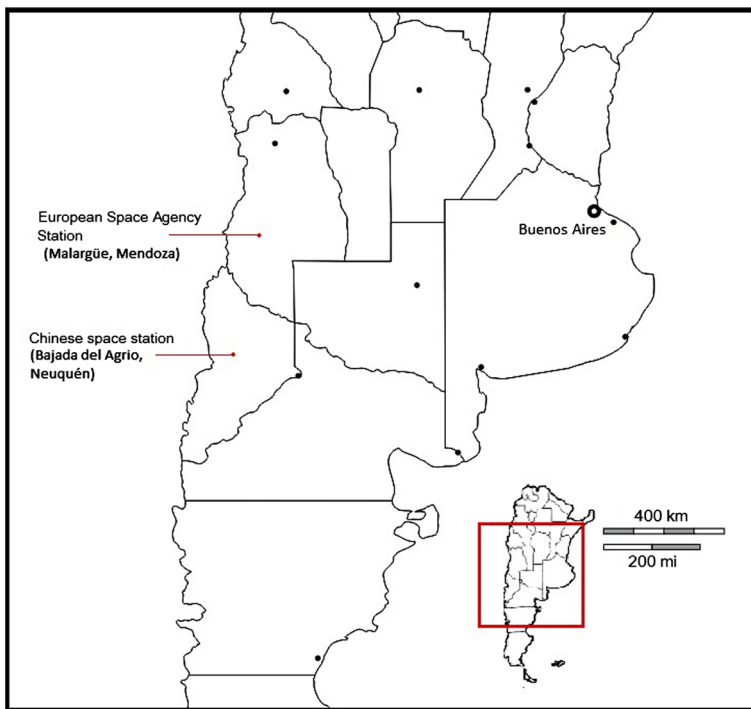 European Space Agency
Station
(Malargüe, Mendoza)
Buenos Aires
Chinese space station
(Bajada del Agrio,
Neuquén)
400 km
200 mi